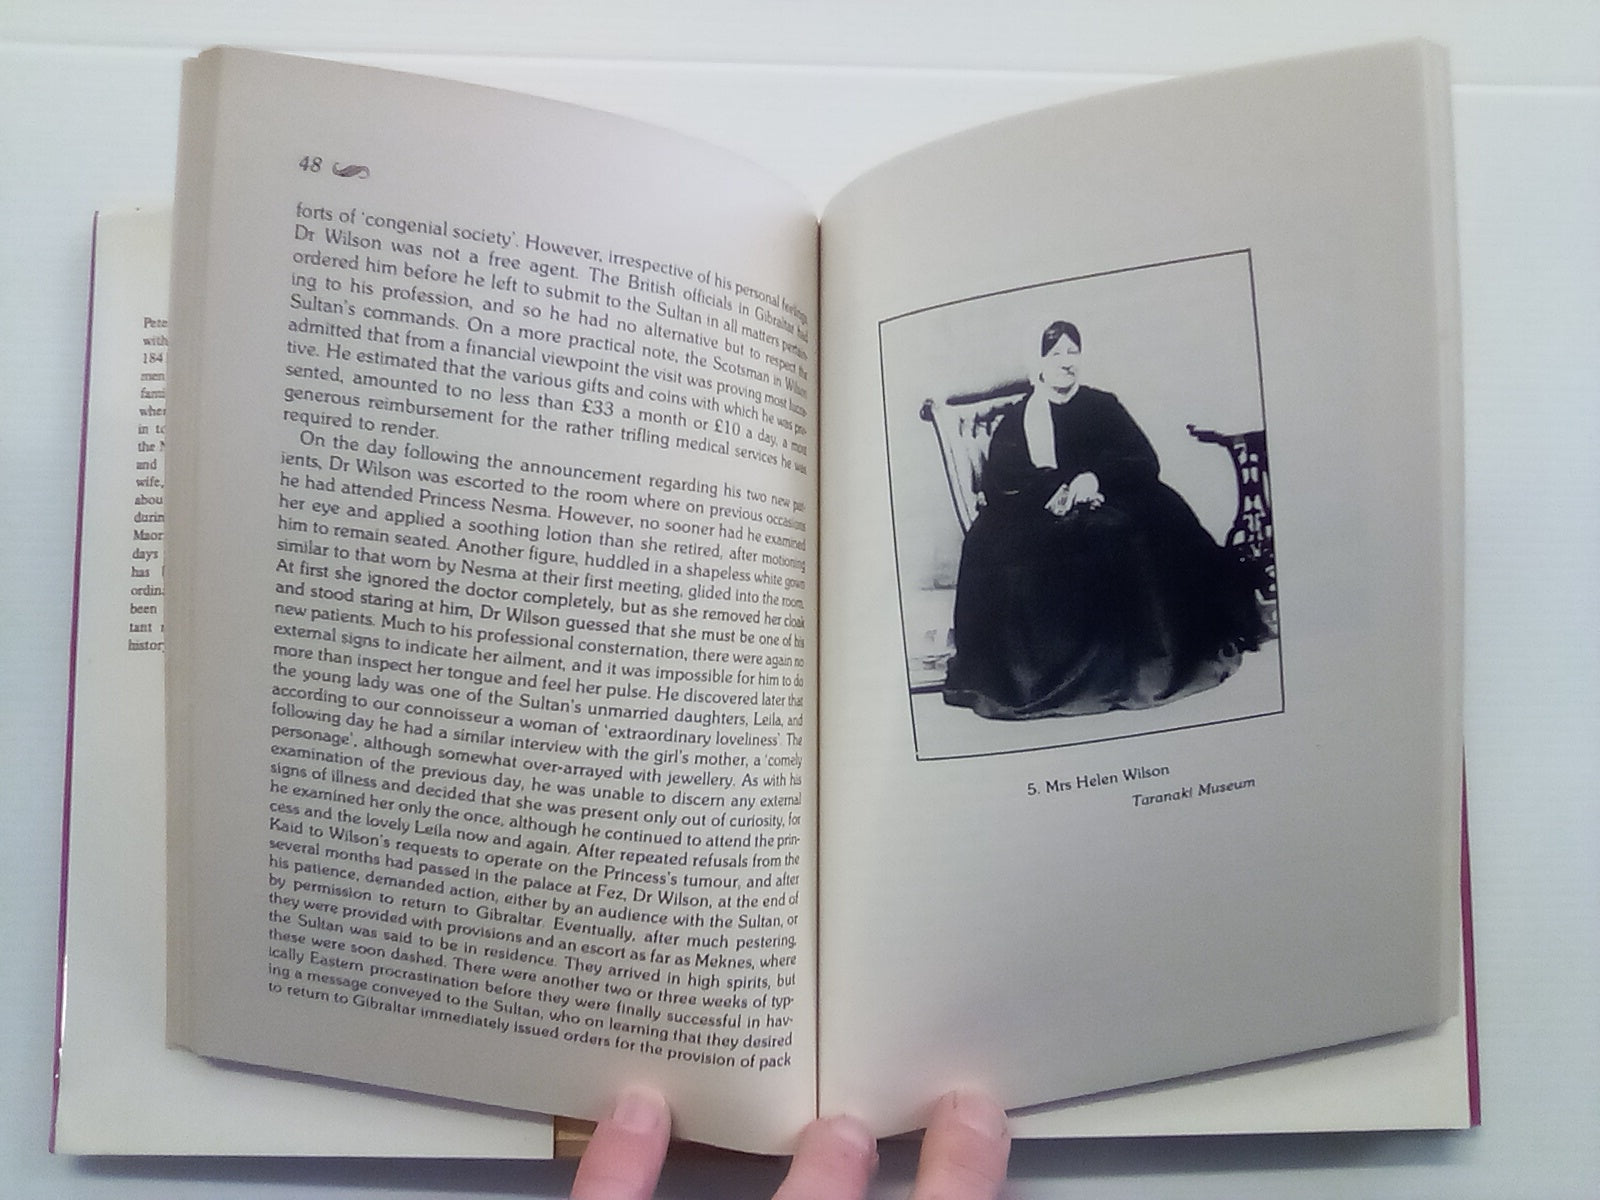 48
forts of 'congenial society'. However, irrespective of his personal feelings,
Dr Wilson was not a free agent. The British officials in Gibraltar had
ordered him before he left to submit to the Sultan in all matters pertain-
ing to his profession, and so he had no alternative but to respect the
Sultan's commands. On a more practical note, the Scotsman in Wilson
admitted that from a financial viewpoint the visit was proving most lucra-
tive. He estimated that the various gifts and coins with which he was pre-
sented, amounted to no less than £33 a month or £10 a day, a most
generous reimbursement for the rather trifling medical services he was
required to render.
On the day following the announcement regarding his two new pat-
ients, Dr Wilson was escorted to the room where on previous occasions
he had attended Princess Nesma. However, no sooner had he examined
her eye and applied a soothing lotion than she retired, after motioning
him to remain seated. Another figure, huddled in a shapeless white gown
similar to that worn by Nesma at their first meeting, glided into the room.
At first she ignored the doctor completely, but as she removed her cloak
and stood staring at him, Dr Wilson guessed that she must be one of his
new patients. Much to his professional consternation, there were again no
external signs to indicate her ailment, and it was impossible for him to do
more than inspect her tongue and feel her pulse. He discovered later that
the young lady was one of the Sultan's unmarried daughters, Leila, and
according to our connoisseur a woman of 'extraordinary loveliness'. The
following day he had a similar interview with the girl's mother, a 'comely
personage', although somewhat over-arrayed with jewellery. As with his
examination of the previous day, he was unable to discern any external
signs of illness and decided that she was present only out of curiosity, for
he examined her only the once, although he continued to attend the prin-
cess and the lovely Leila now and again. After repeated refusals from the
Kaid to Wilson's requests to operate on the Princess's tumour, and after
several months had passed in the palace at Fez, Dr Wilson, at the end of
his patience, demanded action, either by an audience with the Sultan, or
by permission to return to Gibraltar. Eventually, after much pestering,
they were provided with provisions and an escort as far as Meknes, where
the Sultan was said to be in residence. They arrived in high spirits, but
these were soon dashed. There were another two or three weeks of typ-
ically Eastern procrastination before they were finally successful in hav-
ing a message conveyed to the Sultan, who on learning that they desired
to return to Gibraltar immediately issued orders for the provision of pack
5. Mrs Helen Wilson
Taranaki Museum
Pete
with
184
men
fami
wher
in to
the N
and
wife,
abou
durin
Maor
days
has
ordin
been
tant
histor